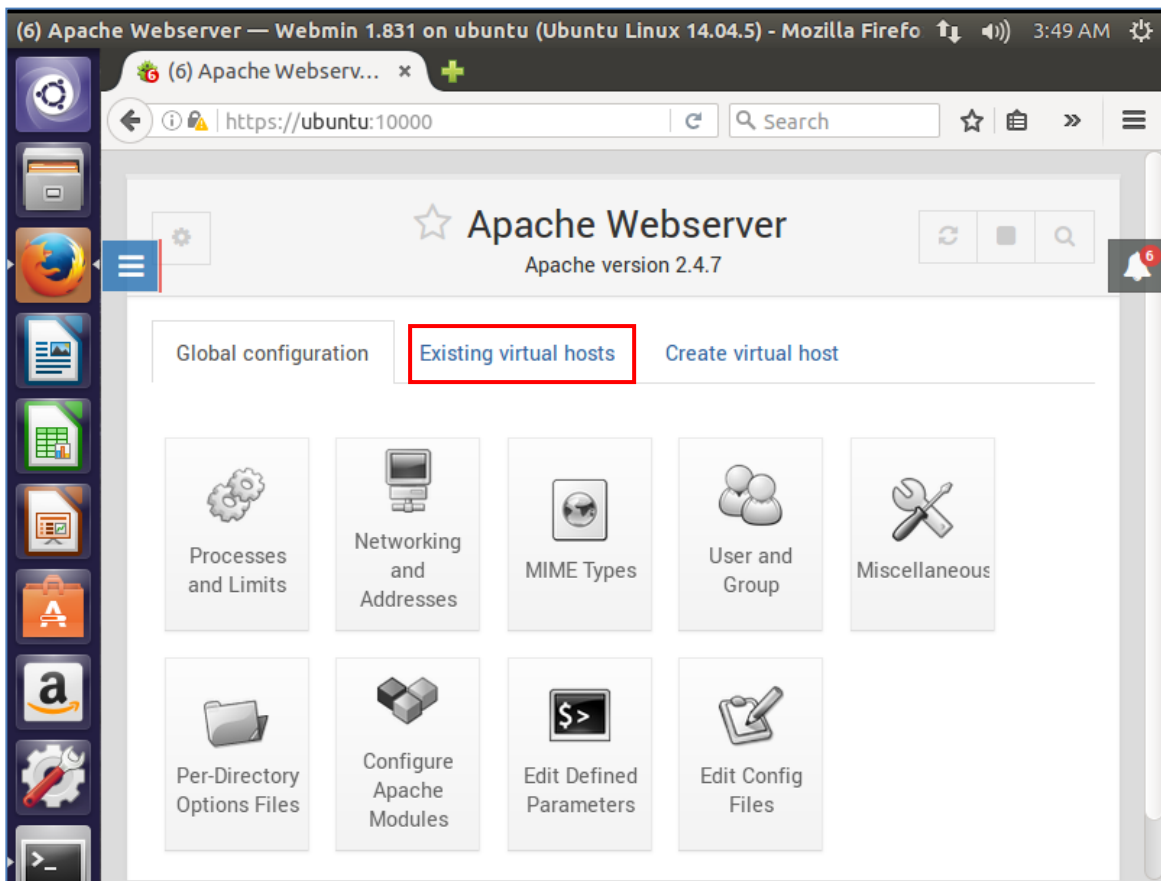 (6) Apache Webserver — Webmin 1.831 on ubuntu (Ubuntu Linux 14.04.5) - Mozilla Firefo 3:49 AM
(6) Apache Webserv... ×
https://ubuntu:10000 Search
Apache Webserver
Apache version 2.4.7
6
Global configuration Existing virtual hosts Create virtual host
Processes
and Limits
Networking
and
Addresses
MIME Types
User and
Group
Miscellaneous
Per-Directory
Options Files
Configure
Apache
Modules
$>
Edit Defined
Parameters
Edit Config
Files
a
>_